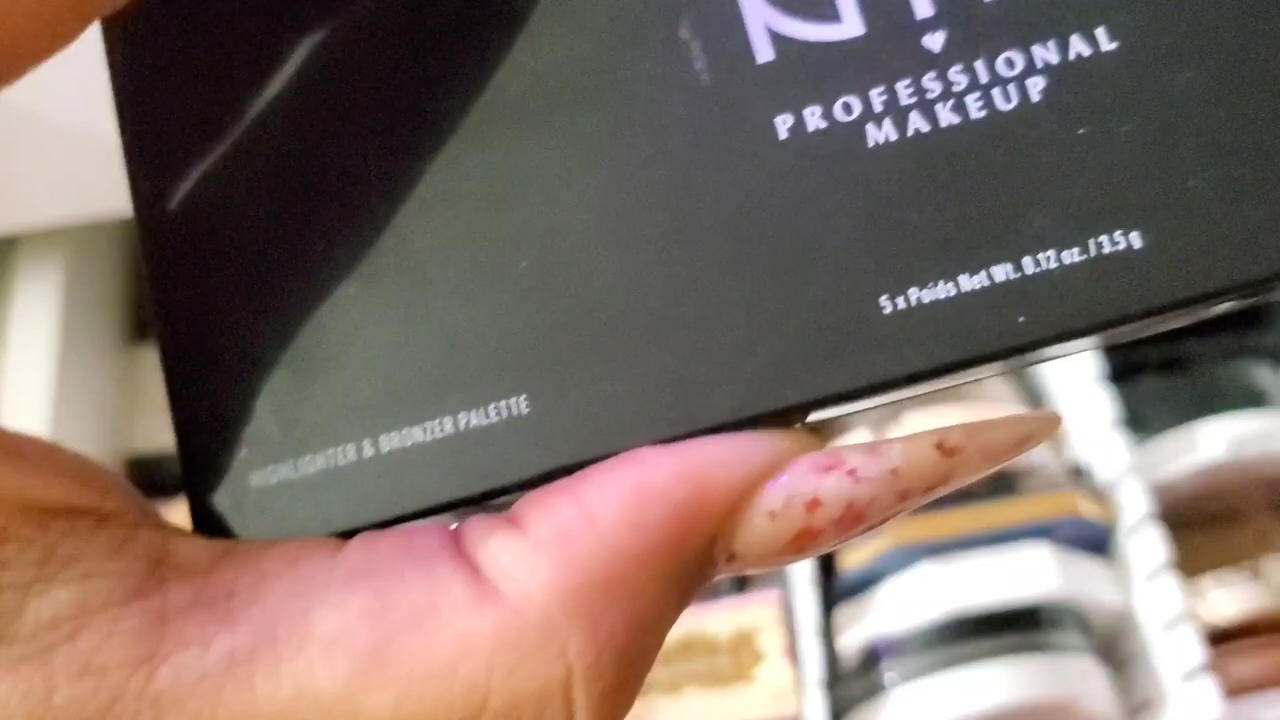 PROFESSIONAL
MAKEUP
5 x Poids Net Wt. 0.12 oz. / 3.5 g
HIGHLIGHTER & BRONZER PALETTE